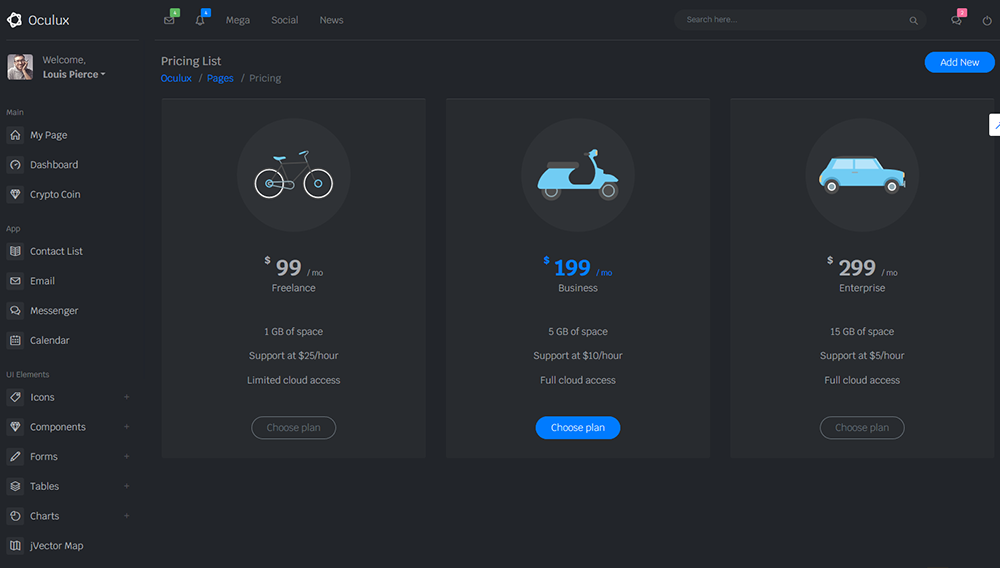 Oculux
Mega
Social
News
Search here...
Welcome,
Louis Pierce
Main
My Page
Dashboard
Crypto Coin
App
Contact List
Email
Messenger
Calendar
UI Elements
Icons +
Components +
Forms +
Tables +
Charts +
jVector Map
Pricing List
Oculux / Pages / Pricing
Add New
$ 99 / mo
Freelance
1 GB of space
Support at $25/hour
Limited cloud access
Choose plan
$ 199 / mo
Business
5 GB of space
Support at $10/hour
Full cloud access
Choose plan
$ 299 / mo
Enterprise
15 GB of space
Support at $5/hour
Full cloud access
Choose plan